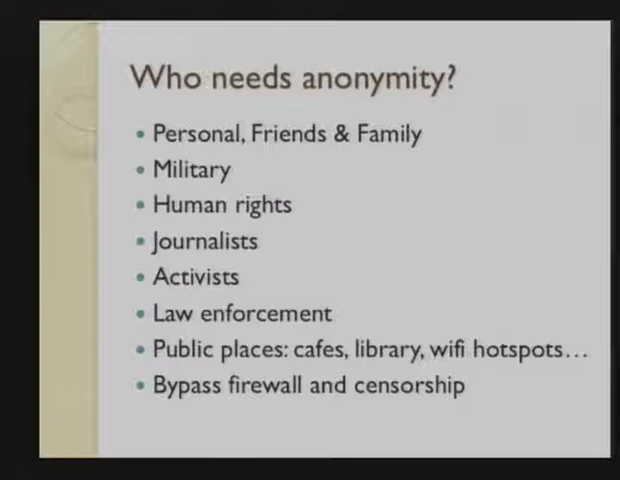 Who needs anonymity?
• Personal, Friends & Family
• Military
• Human rights
• Journalists
• Activists
• Law enforcement
• Public places: cafes, library, wifi hotspots…
• Bypass firewall and censorship